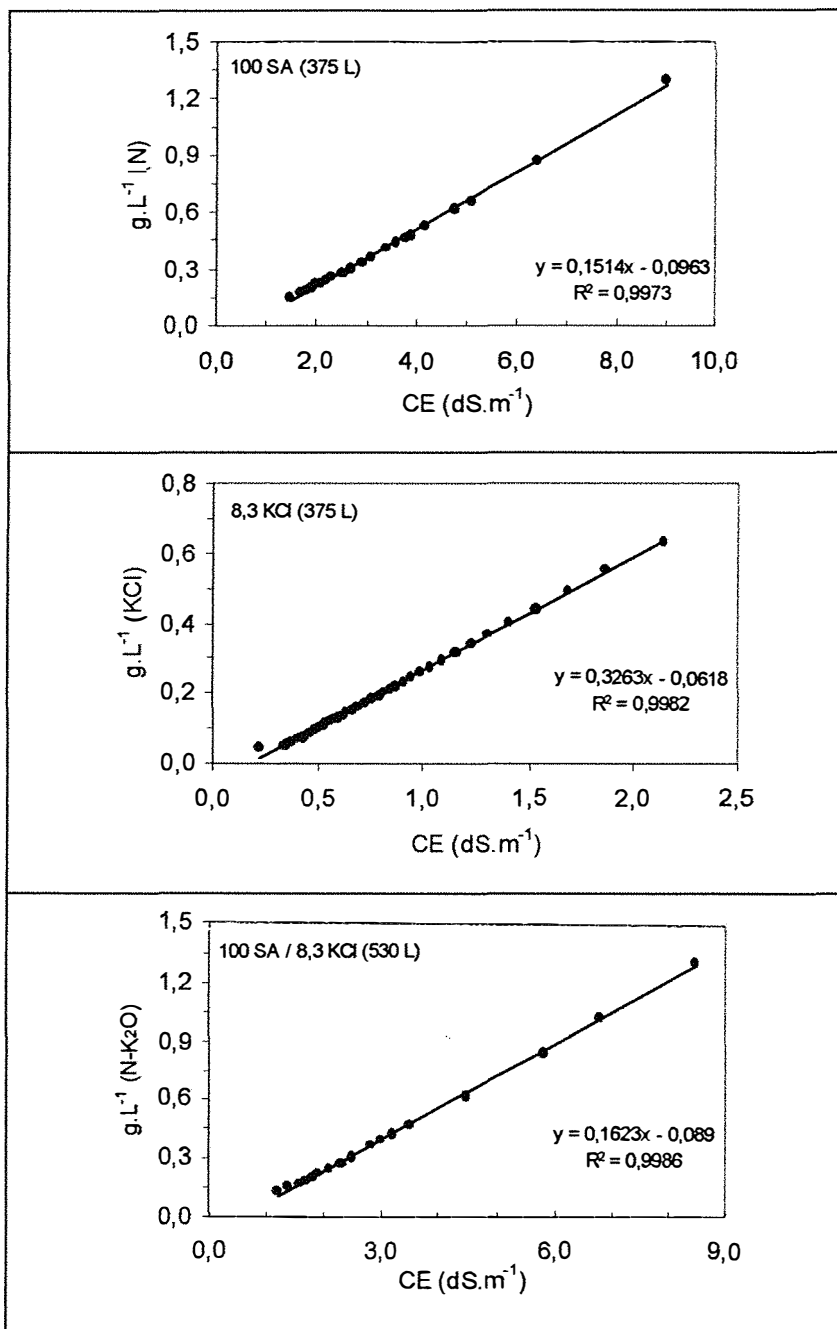 1,5
1,2
0,9
0,6
0,3
0,0
g.L⁻¹ (N)
100 SA (375 L)
y = 0,1514x - 0,0963
R² = 0,9973
0,0 2,0 4,0 6,0 8,0 10,0
CE (dS.m⁻¹)
0,8
0,6
0,4
0,2
0,0
g.L⁻¹ (KCl)
8,3 KCl (375 L)
y = 0,3263x - 0,0618
R² = 0,9982
0,0 0,5 1,0 1,5 2,0 2,5
CE (dS.m⁻¹)
1,5
1,2
0,9
0,6
0,3
0,0
g.L⁻¹ (N-K₂O)
100 SA / 8,3 KCl (530 L)
y = 0,1623x - 0,089
R² = 0,9986
0,0 3,0 6,0 9,0
CE (dS.m⁻¹)